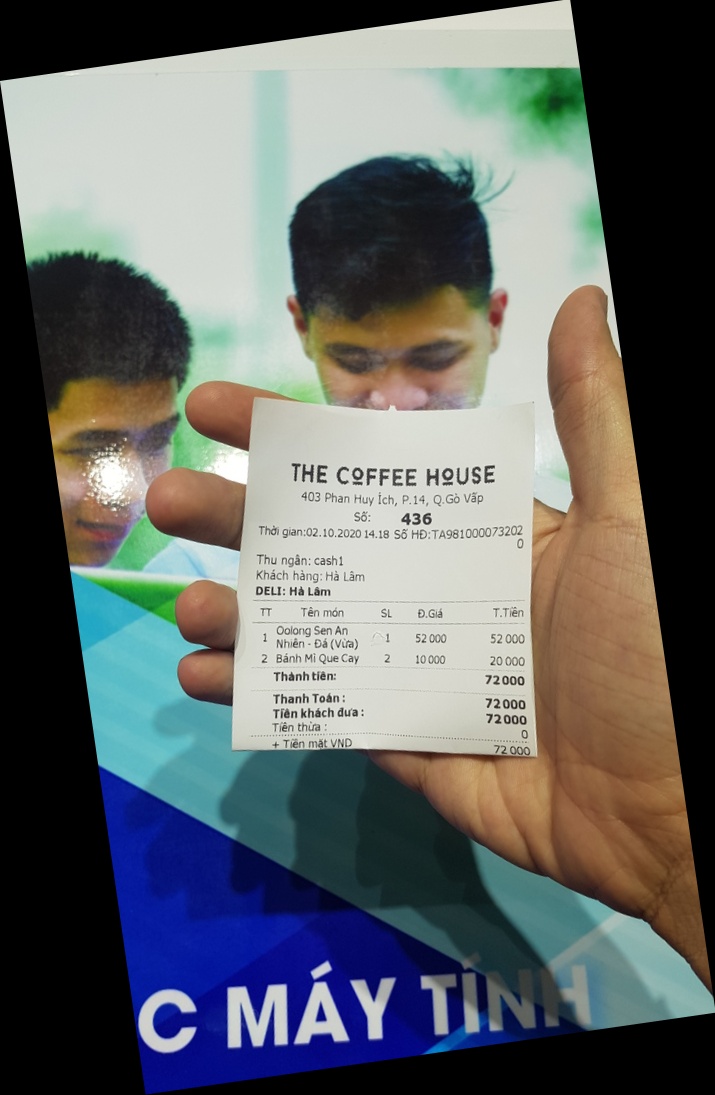 THE COFFEE HOUSE
403 Phan Huy Ích, P.14, Q.Gò Vấp
Số: 436
Thời gian:02.10.2020 14.18 Số HĐ:TA981000073202
0
Thu ngân: cash1
Khách hàng: Hà Lâm
DELI: Hà Lâm
TT Tên món SL Đ.Giá T.Tiền
1 Oolong Sen An Nhiên - Đá (Vừa) 1 52 000 52 000
2 Bánh Mì Que Cay 2 10 000 20 000
Thành tiền: 72 000
Thanh Toán : 72 000
Tiền khách đưa : 72 000
Tiền thừa : 0
+ Tiền mặt VND 72 000
C MÁY TÍNH